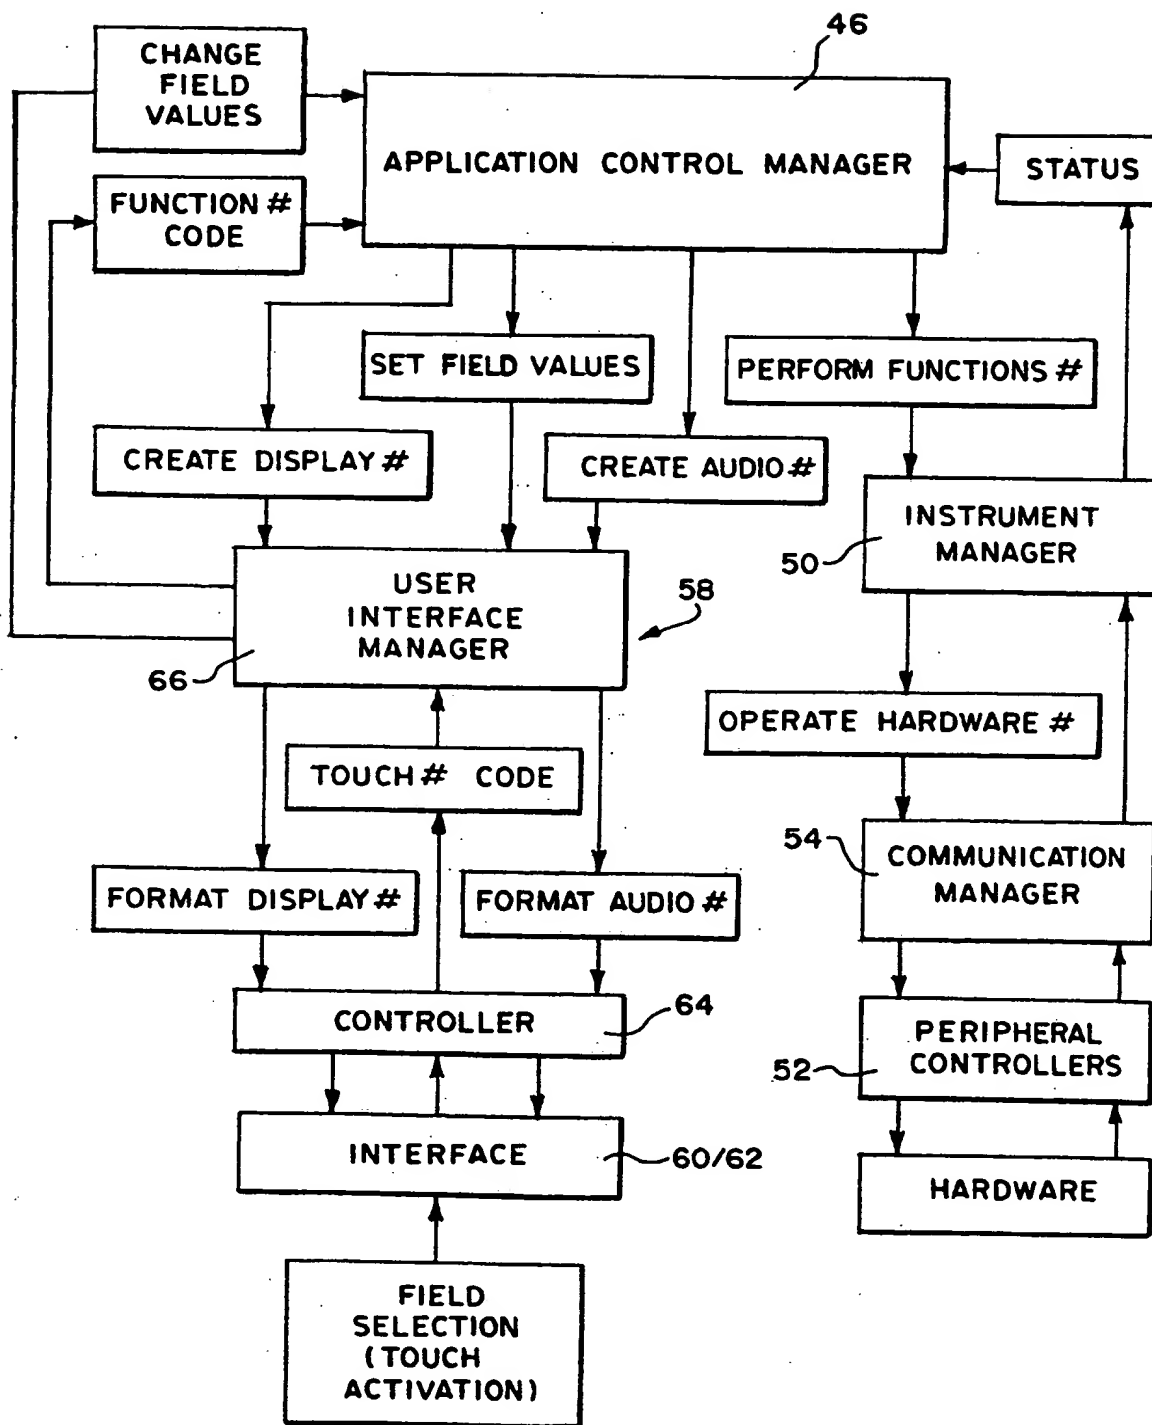 46
CHANGE
FIELD
VALUES
APPLICATION CONTROL MANAGER
STATUS
FUNCTION #
CODE
SET FIELD VALUES
PERFORM FUNCTIONS #
CREATE DISPLAY #
CREATE AUDIO #
INSTRUMENT
MANAGER
50
USER
INTERFACE
MANAGER
58
66
OPERATE HARDWARE #
TOUCH # CODE
54
COMMUNICATION
MANAGER
FORMAT DISPLAY #
FORMAT AUDIO #
CONTROLLER
64
PERIPHERAL
CONTROLLERS
52
INTERFACE
60/62
HARDWARE
FIELD
SELECTION
(TOUCH
ACTIVATION)